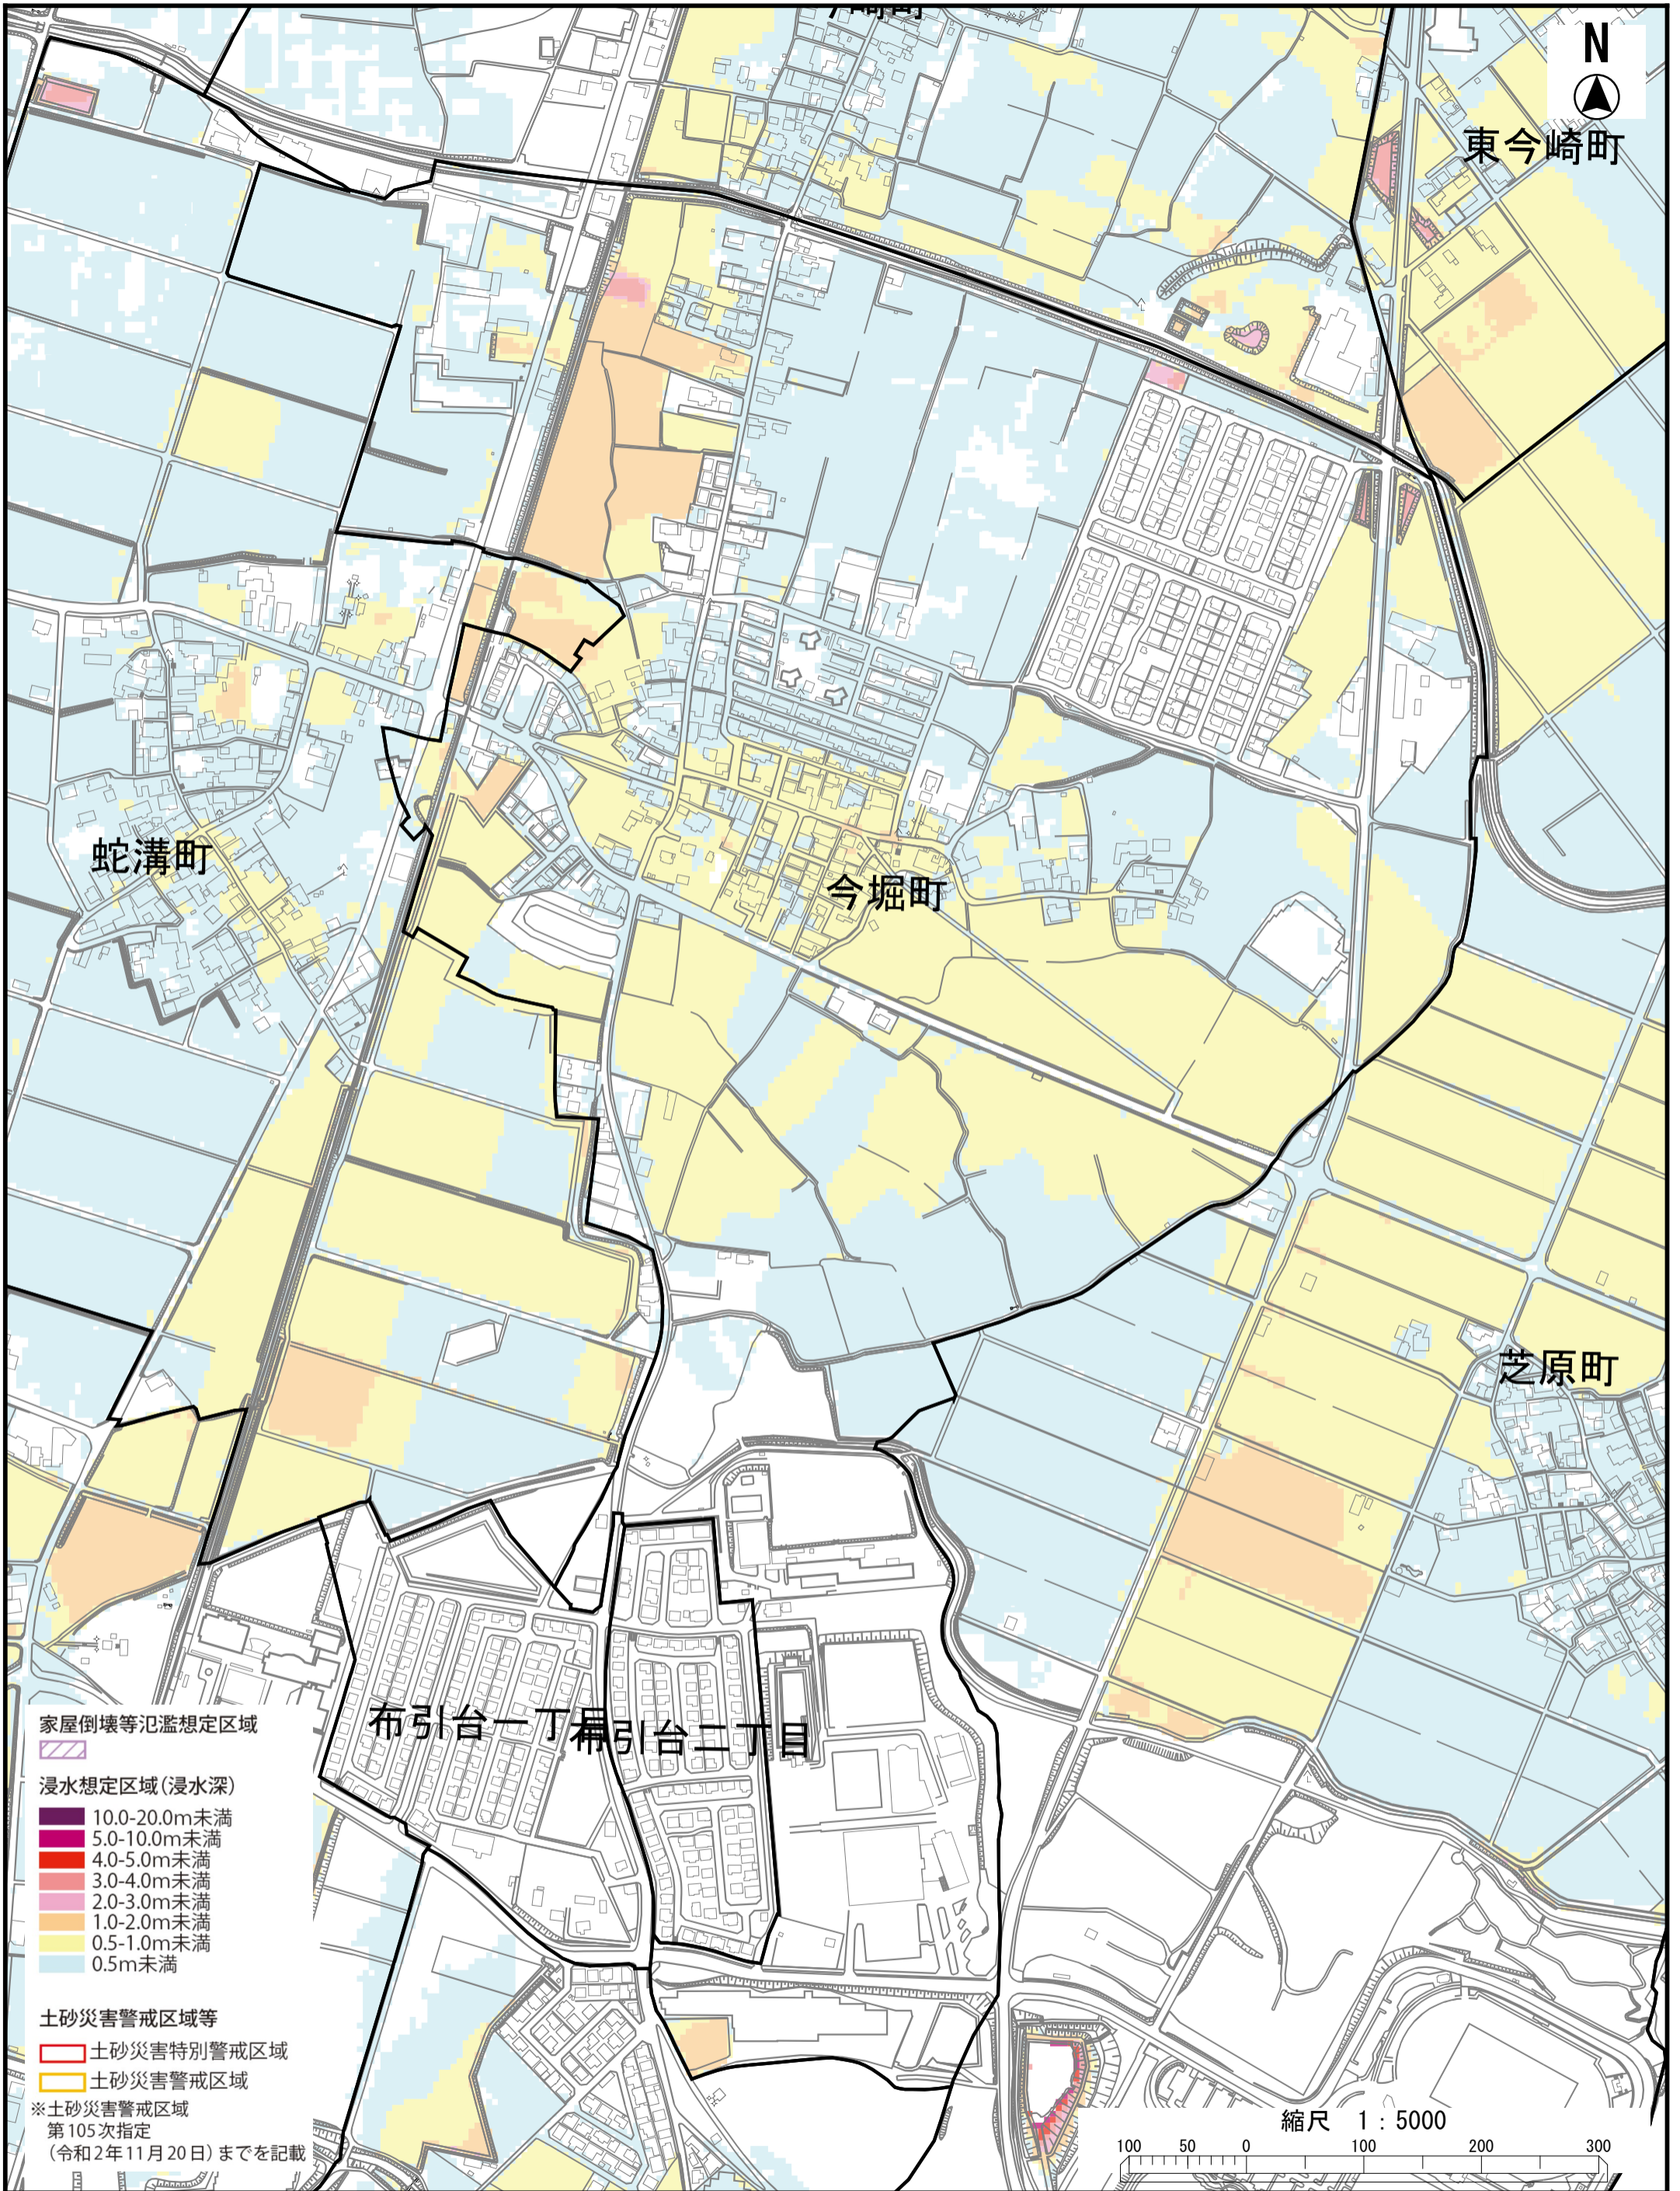 N
東今崎町
蛇溝町
今堀町
芝原町
布引台一丁目
布引台二丁目
家屋倒壊等氾濫想定区域
浸水想定区域(浸水深)
10.0-20.0m未満
5.0-10.0m未満
4.0-5.0m未満
3.0-4.0m未満
2.0-3.0m未満
1.0-2.0m未満
0.5-1.0m未満
0.5m未満
土砂災害警戒区域等
土砂災害特別警戒区域
土砂災害警戒区域
※土砂災害警戒区域
第105次指定
(令和2年11月20日)までを記載
縮尺 1:5000
100 50 0 100 200 300